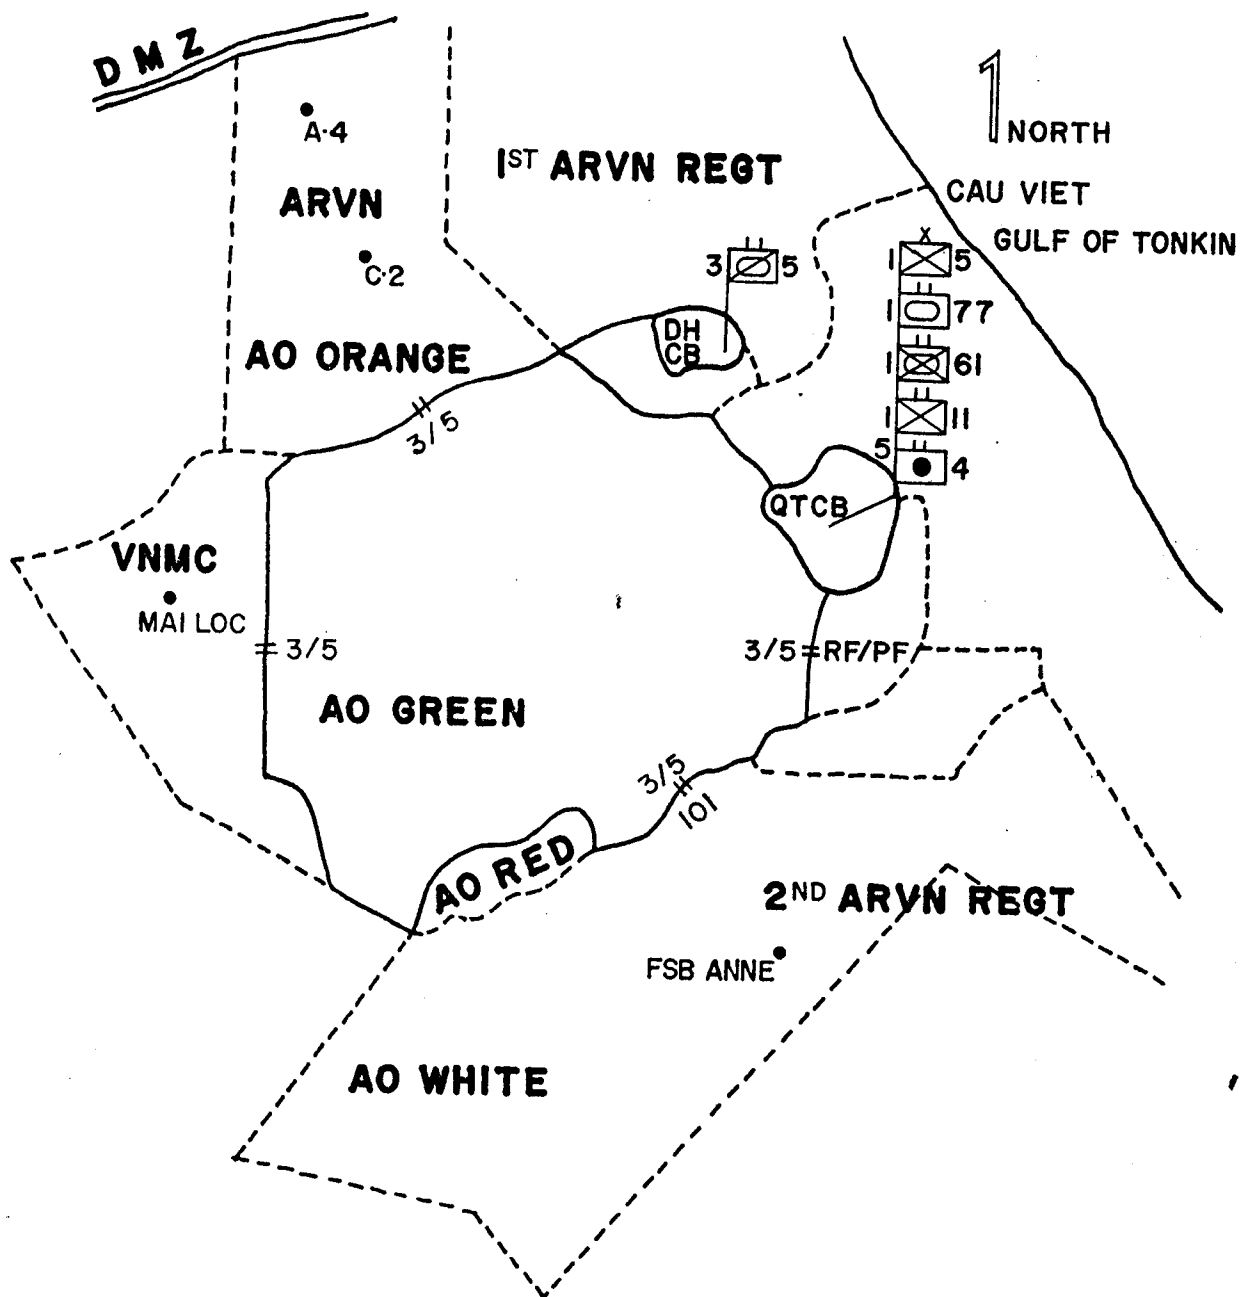 DMZ
A·4
1ST ARVN REGT
NORTH
ARVN
CAU VIET
GULF OF TONKIN
C·2
3 5
1 X 5
1 77
DH
CB
AO ORANGE
1 61
3/5
1 11
5 4
QTCB
VNMC
MAI LOC
3/5
3/5 RF/PF
AO GREEN
3/5
101
AO RED
2ND ARVN REGT
FSB ANNE
AO WHITE